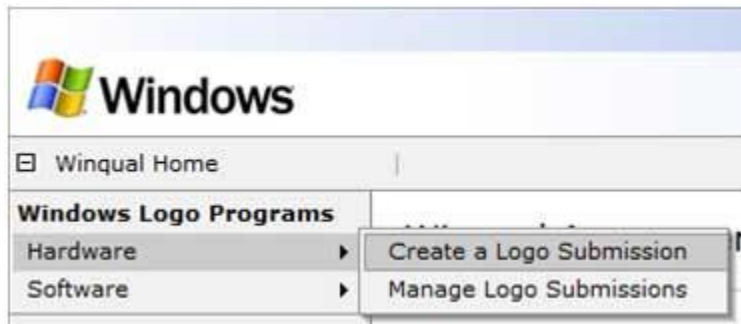 Windows
Winqual Home
Windows Logo Programs
Hardware
Create a Logo Submission
Software
Manage Logo Submissions